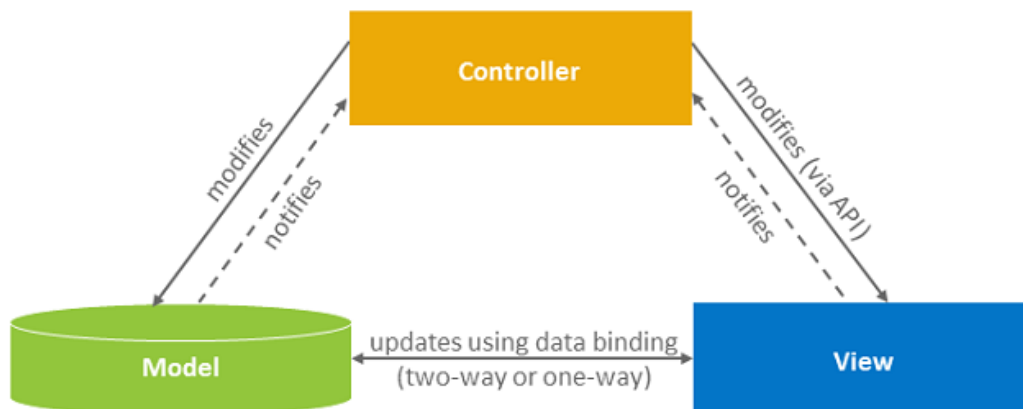 Controller
modifies
notifies
modifies (via API)
notifies
updates using data binding
(two-way or one-way)
Model
View